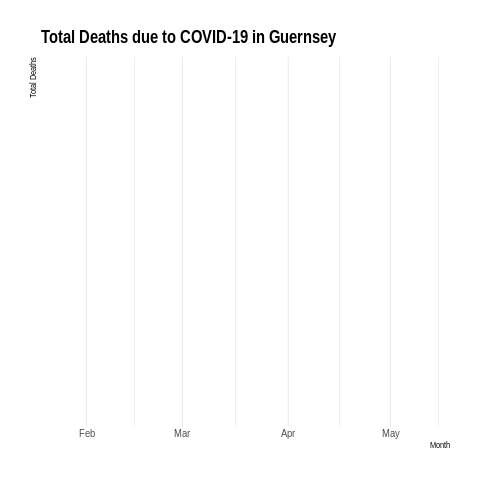 Total Deaths due to COVID-19 in Guernsey
Total Deaths
Feb Mar Apr May
Month